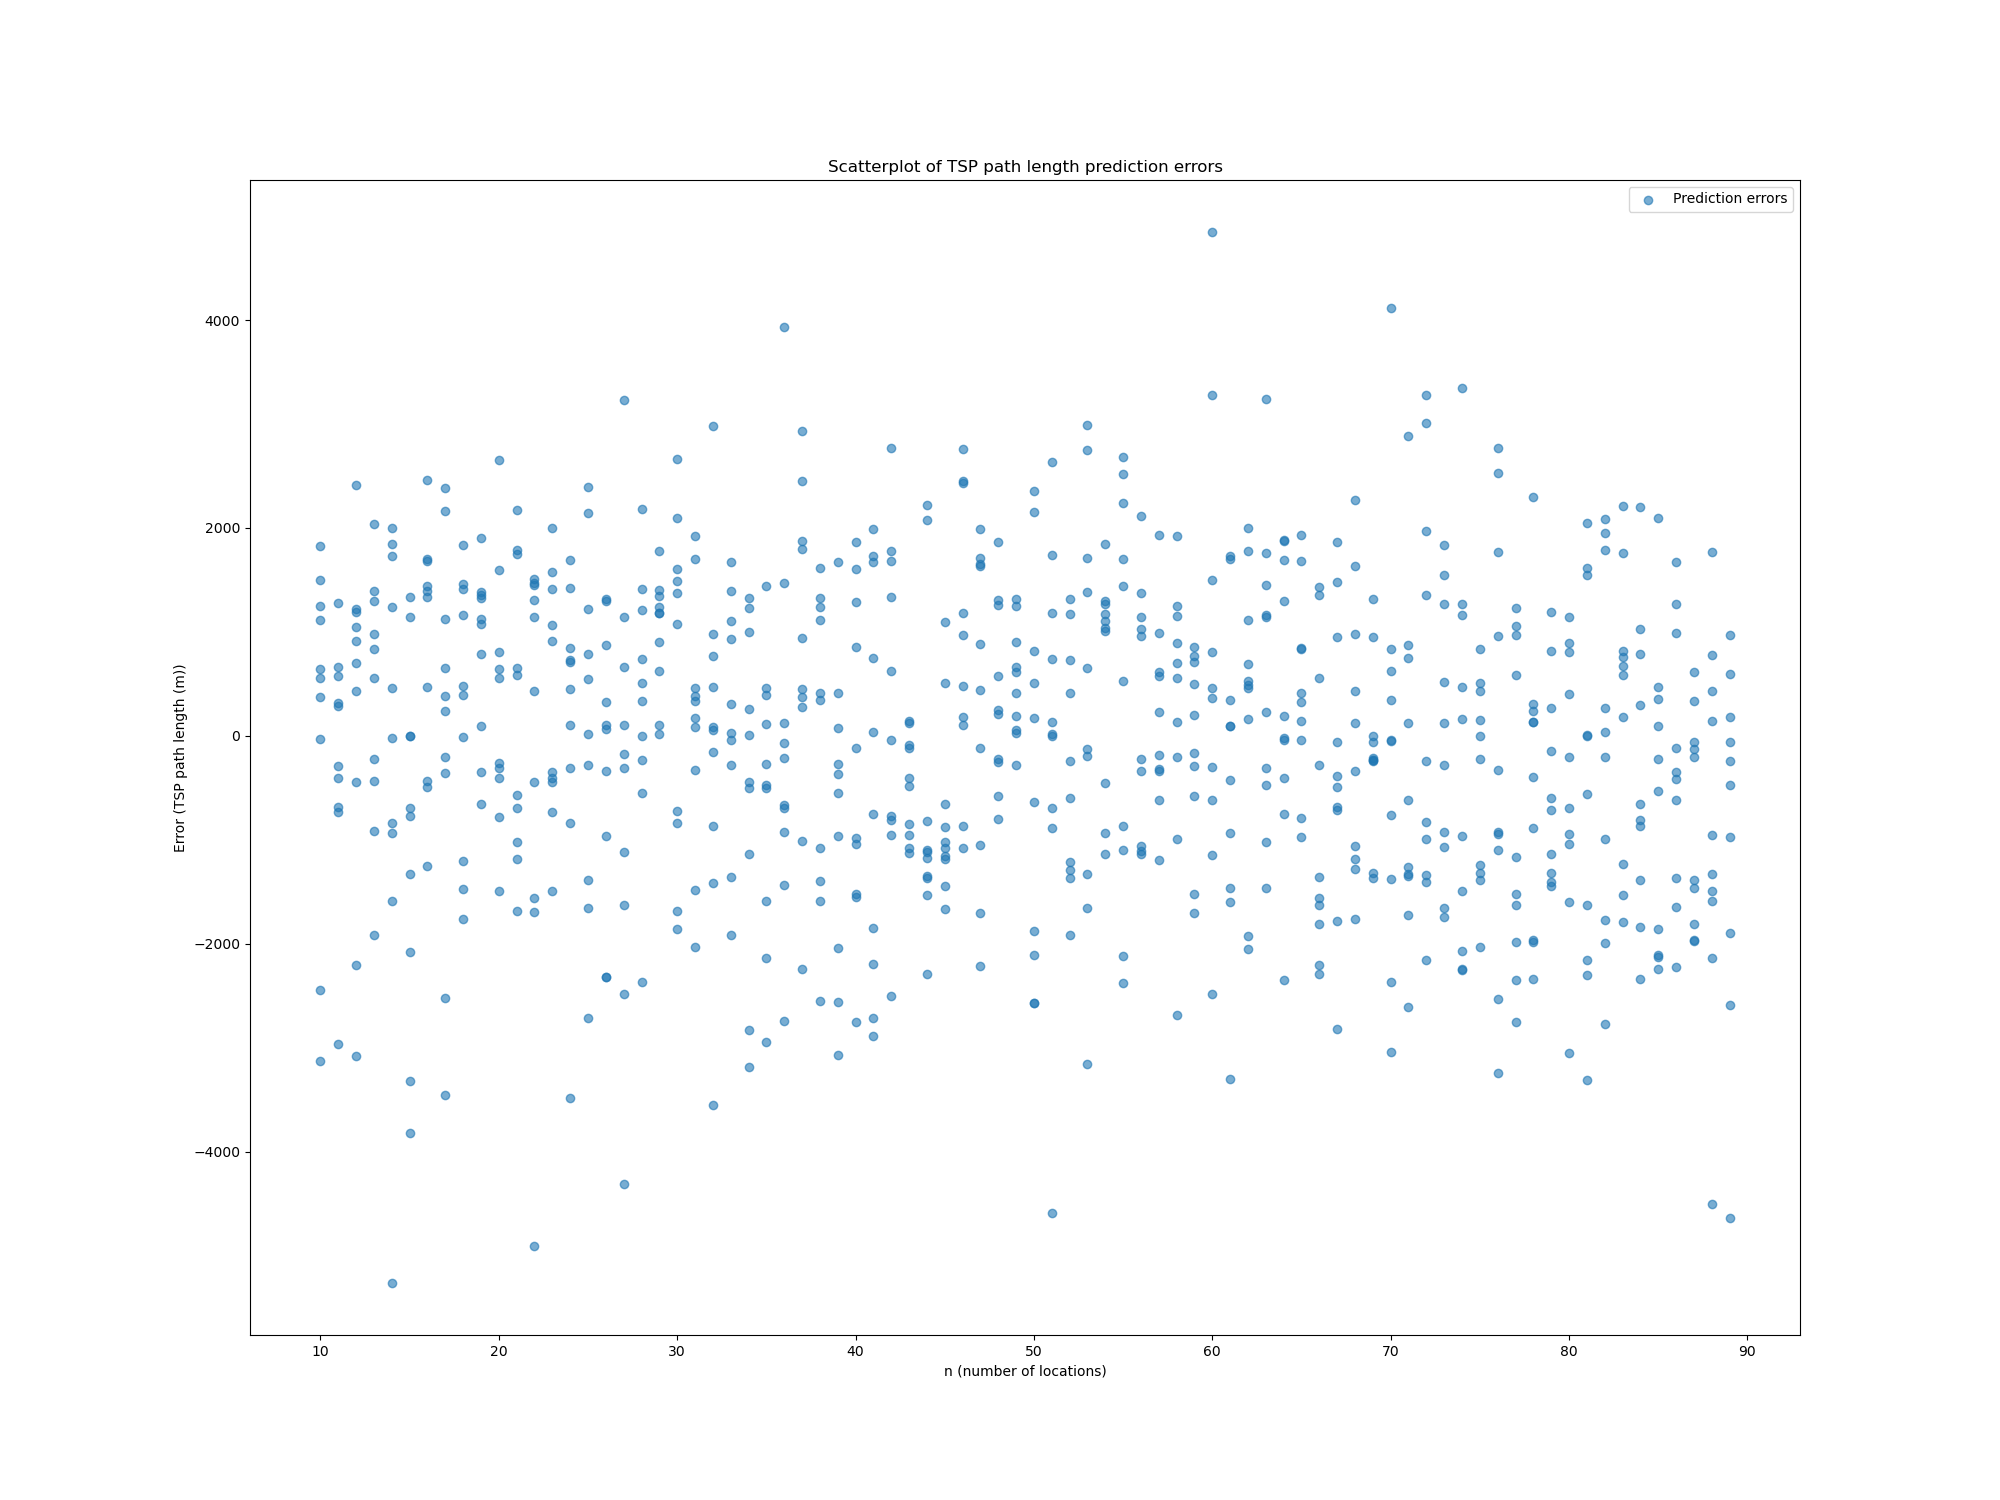 Scatterplot of TSP path length prediction errors
Prediction errors
4000
2000
0
−2000
−4000
Error (TSP path length (m))
10 20 30 40 50 60 70 80 90
n (number of locations)